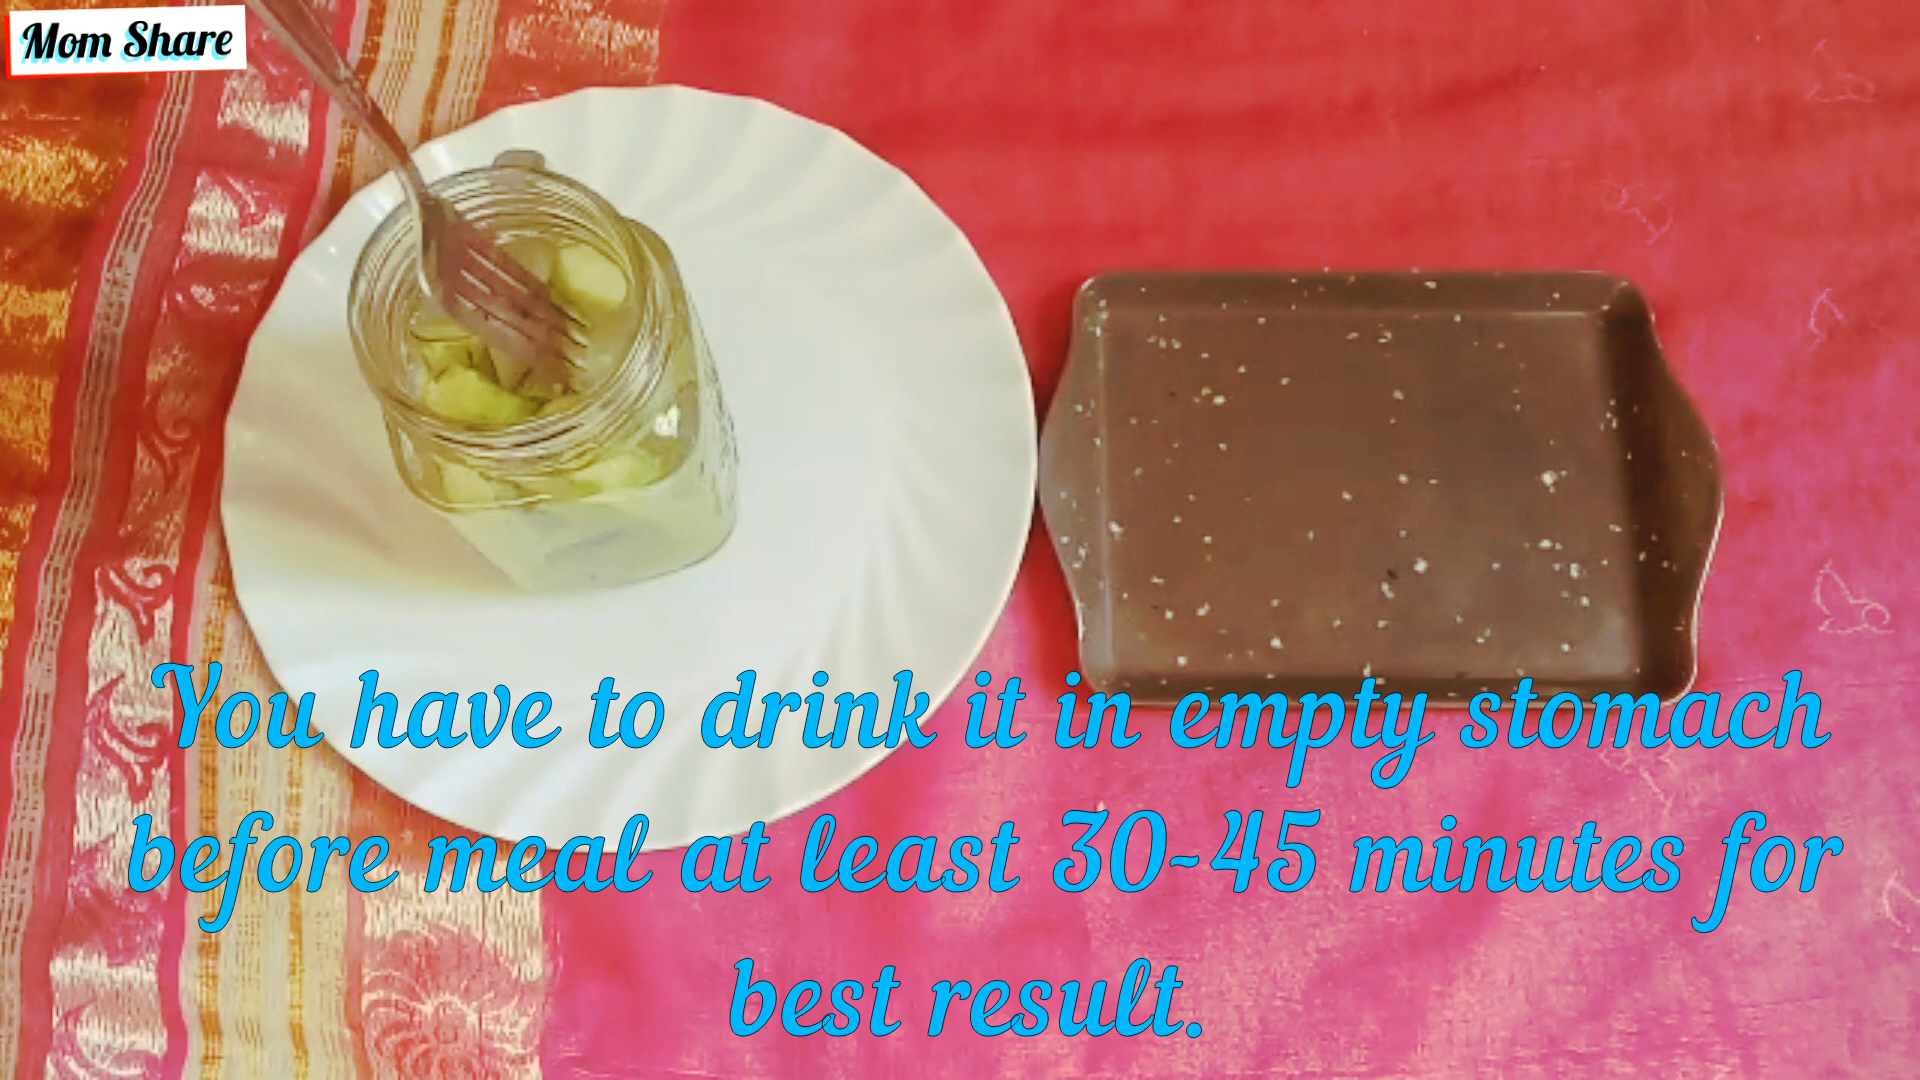 Mom Share
You have to drink it in empty stomach
before meal at least 30-45 minutes for
best result.